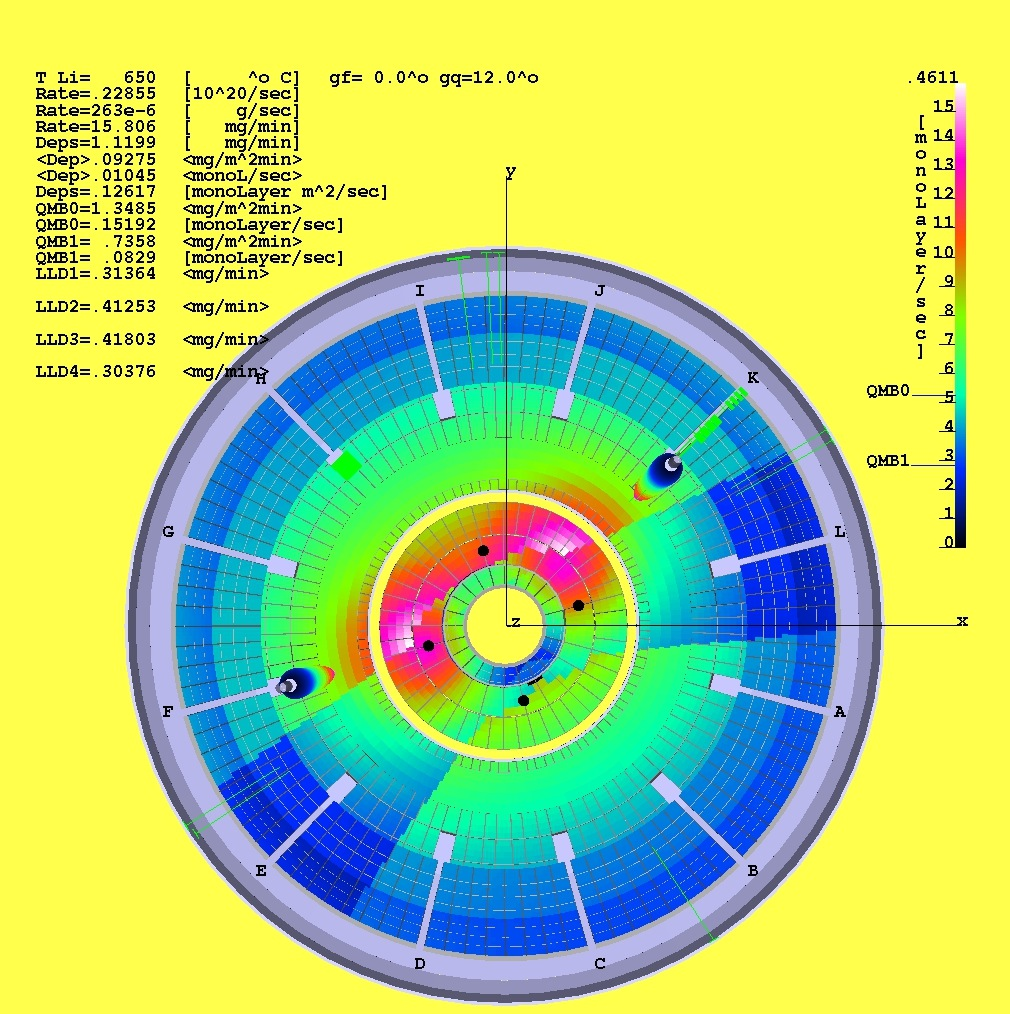 T Li= 650 [ ^o C] gf= 0.0^o gq=12.0^o
Rate=.22855 [10^20/sec]
Rate=263e-6 [ g/sec]
Rate=15.806 [ mg/min]
Deps=1.1199 [ mg/min]
<Dep>.09275 <mg/m^2min>
<Dep>.01045 <monoL/sec>
Deps=.12617 [monoLayer m^2/sec]
QMB0=1.3485 <mg/m^2min>
QMB0=.15192 [monoLayer/sec]
QMB1= .7358 <mg/m^2min>
QMB1= .0829 [monoLayer/sec]
LLD1=.31364 <mg/min>
LLD2=.41253 <mg/min>
LLD3=.41803 <mg/min>
LLD4=.30376 <mg/min>
y
I
J
H
K
G
L
z
x
F
A
E
B
D
C
.4611
15
14
13
12
11
10
9
8
7
6
5
4
3
2
1
0
[monoLayer/sec]
QMB0
QMB1